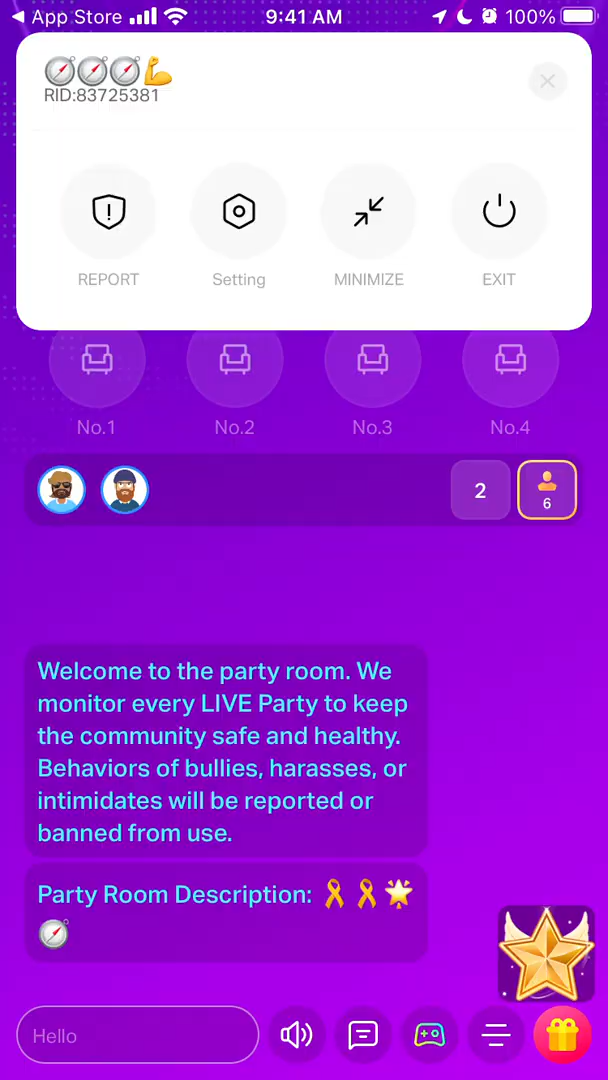 App Store 9:41 AM 100%
🧭🧭🧭💪
RID:83725381
REPORT Setting MINIMIZE EXIT
No.1 No.2 No.3 No.4
2
6
Welcome to the party room. We
monitor every LIVE Party to keep
the community safe and healthy.
Behaviors of bullies, harasses, or
intimidates will be reported or
banned from use.
Party Room Description: 🎗🎗🌟
🧭
Hello